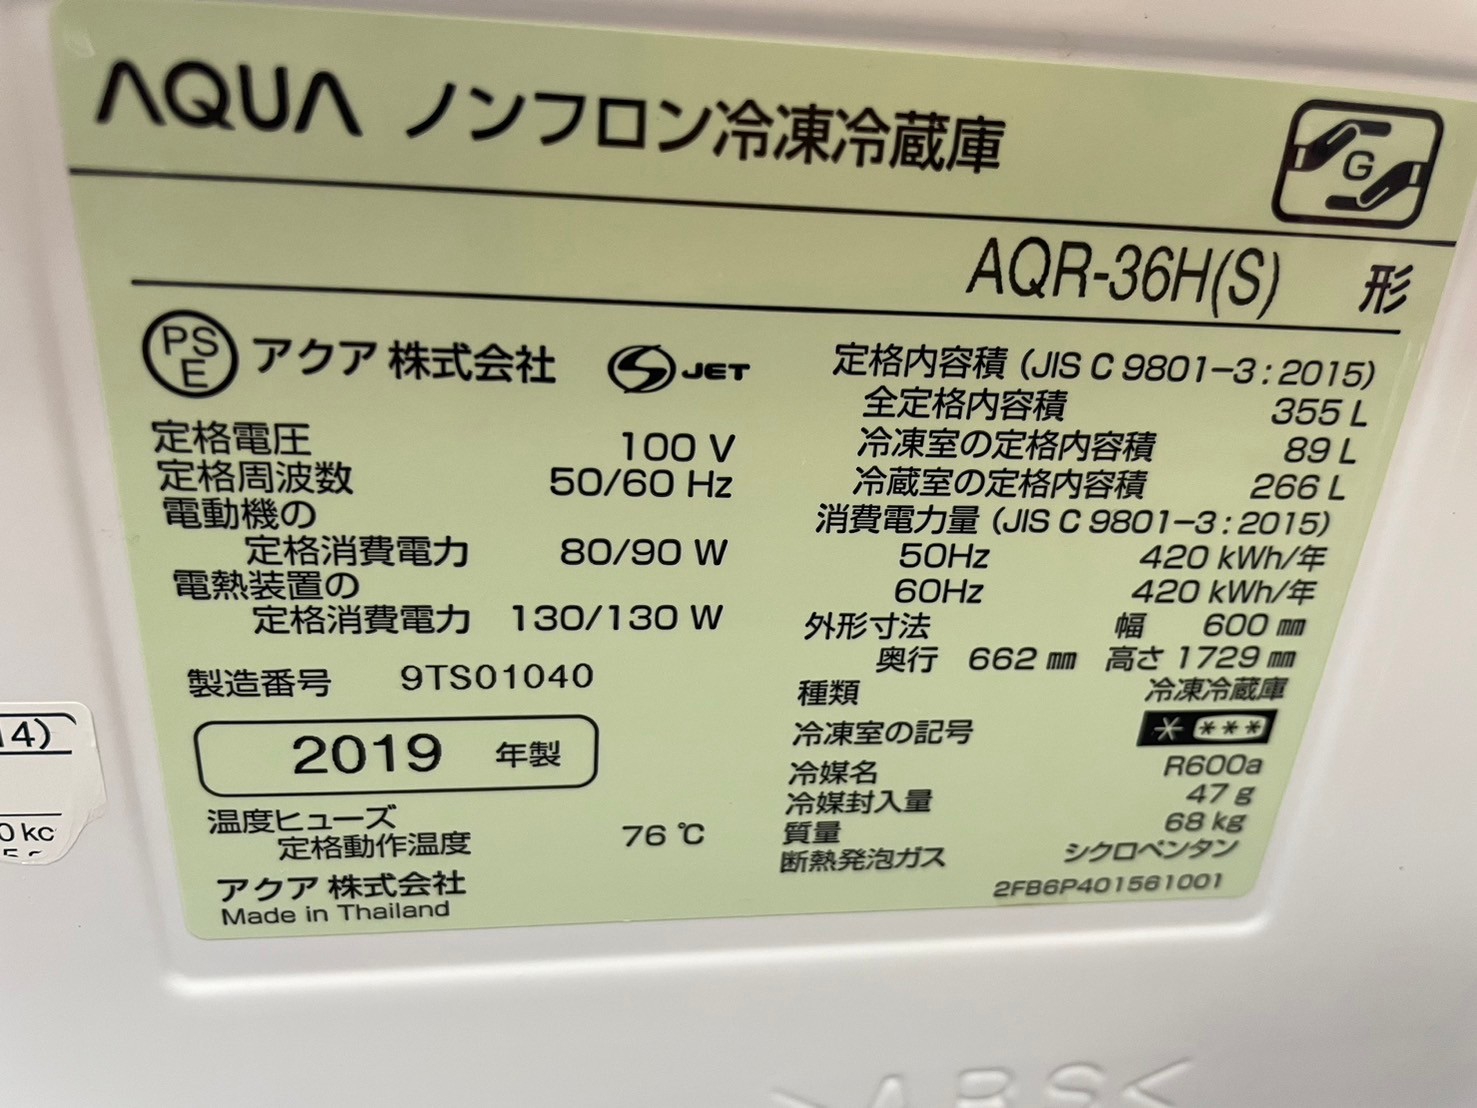 AQUA ノンフロン冷凍冷蔵庫
G
AQR-36H(S) 形
PS
E
アクア 株式会社
S JET
定格電圧 100 V
定格周波数 50/60 Hz
電動機の
定格消費電力 80/90 W
電熱装置の
定格消費電力 130/130 W
製造番号 9TS01040
2019 年製
温度ヒューズ
定格動作温度 76 ℃
アクア 株式会社
Made in Thailand
定格内容積 (JIS C 9801-3:2015)
全定格内容積 355 L
冷凍室の定格内容積 89 L
冷蔵室の定格内容積 266 L
消費電力量 (JIS C 9801-3:2015)
50Hz 420 kWh/年
60Hz 420 kWh/年
外形寸法 幅 600 ㎜
奥行 662 ㎜ 高さ 1729 ㎜
種類 冷凍冷蔵庫
冷凍室の記号 * ***
冷媒名 R600a
冷媒封入量 47 g
質量 68 kg
断熱発泡ガス シクロペンタン
2FB6P401561001
14)
0 kc
>ABS<